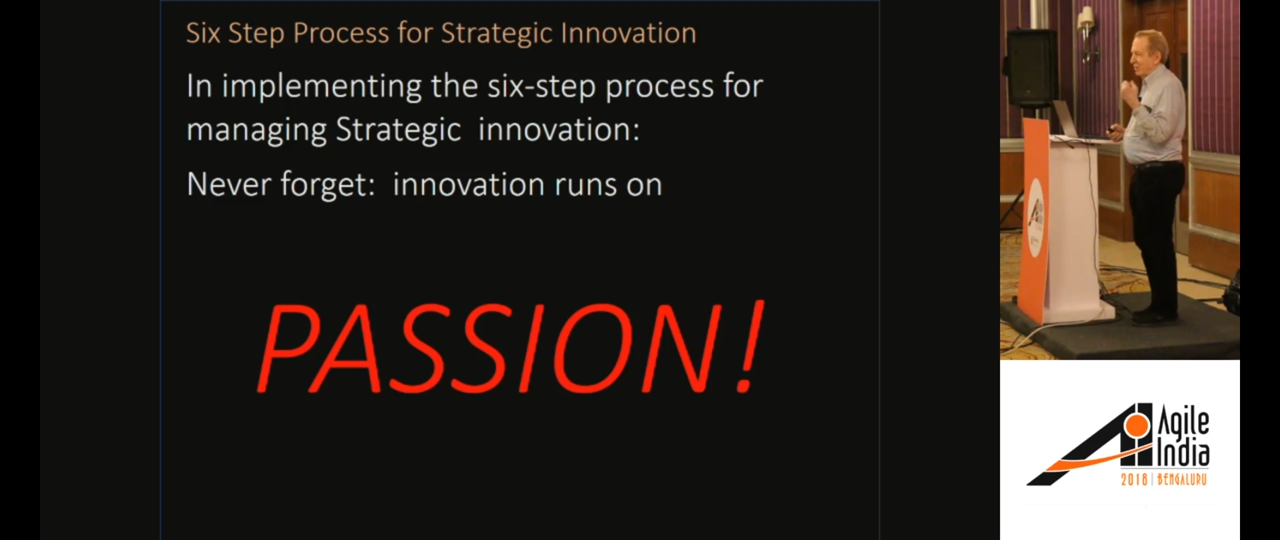 Six Step Process for Strategic Innovation
In implementing the six-step process for
managing Strategic innovation:
Never forget: innovation runs on
PASSION!
Agile
India
2018 | BENGALURU